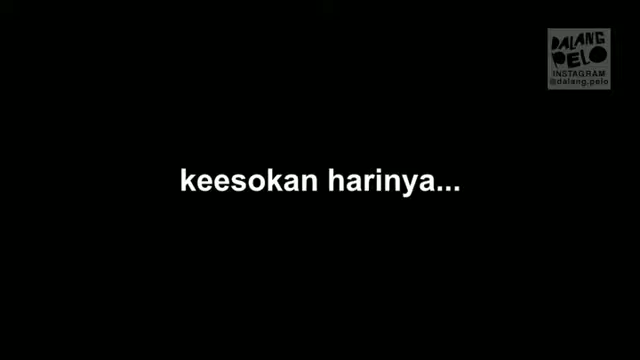 DALANG
PELO
INSTAGRAM
@dalang.pelo
keesokan harinya...